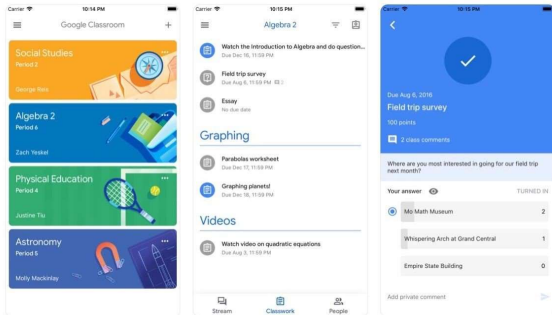 Carrier 10:14 PM
Google Classroom
Social Studies
Period 2
George Rels
Algebra 2
Period 6
Zach Yeskel
Physical Education
Period 4
Justine Tiu
Astronomy
Period 5
Molly Mackinlay
Carrier 10:15 PM
Algebra 2
Watch the Introduction to Algebra and do question...
Due Dec 16, 11:59 PM
Field trip survey
Due Aug 6, 11:59 PM
Essay
No due date
Graphing
Parabolas worksheet
Due Dec 17, 11:59 PM
Graphing planets!
Due Dec 18, 11:59 PM
Videos
Watch video on quadratic equations
Due Aug 3, 11:59 PM
Stream
Classwork
People
Carrier 10:15 PM
Due Aug 6, 2016
Field trip survey
100 points
2 class comments
Where are you most interested in going for our field trip
next month?
Your answer TURNED IN
Mo Math Museum 2
Whispering Arch at Grand Central 1
Empire State Building 0
Add private comment